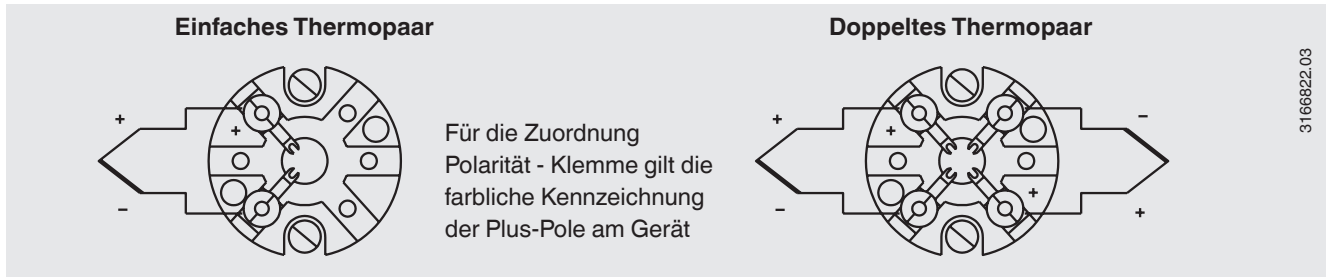 Einfaches Thermopaar
Doppeltes Thermopaar
+
+
–
Für die Zuordnung
Polarität - Klemme gilt die
farbliche Kennzeichnung
der Plus-Pole am Gerät
+
+
–
–
+
+
3166822.03